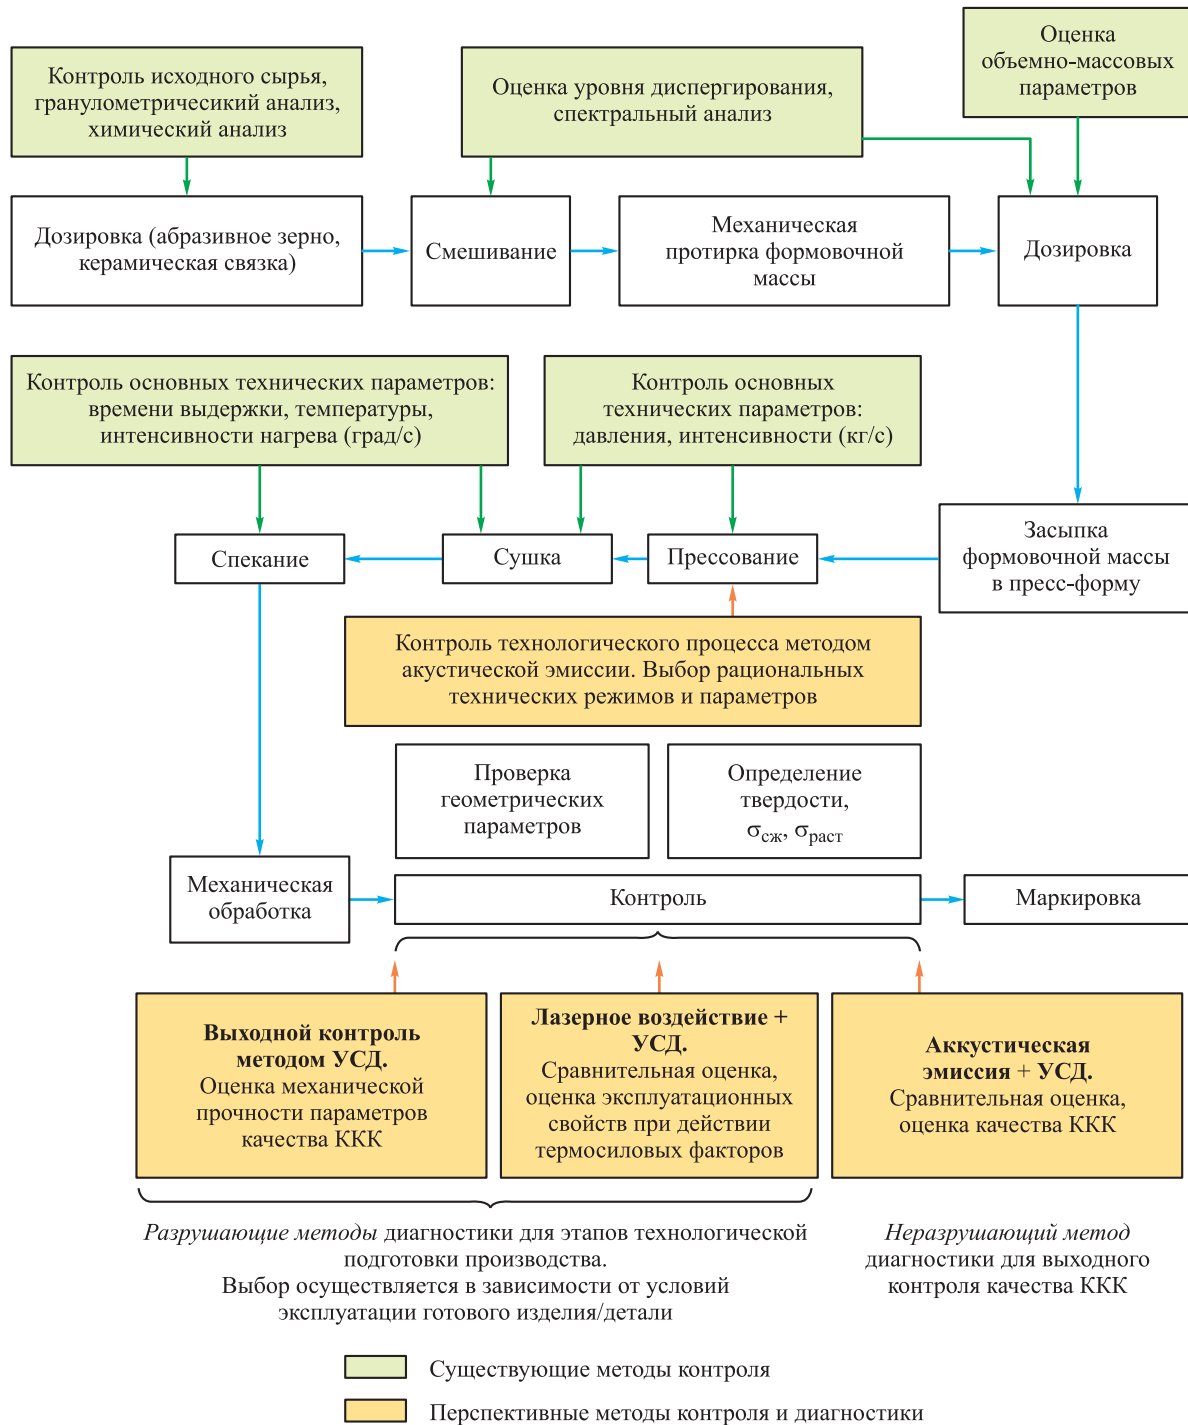 Контроль исходного сырья,
гранулометричесикий анализ,
химический анализ
Оценка уровня диспергирования,
спектральный анализ
Оценка
объемно-массовых
параметров
Дозировка (абразивное зерно,
керамическая связка)
Смешивание
Механическая
протирка формовочной
массы
Дозировка
Контроль основных технических параметров:
времени выдержки, температуры,
интенсивности нагрева (град/с)
Контроль основных
технических параметров:
давления, интенсивности (кг/с)
Спекание
Сушка
Прессование
Засыпка
формовочной массы
в пресс-форму
Контроль технологического процесса методом
акустической эмиссии. Выбор рациональных
технических режимов и параметров
Проверка
геометрических
параметров
Определение
твердости,
σсж, σраст
Механическая
обработка
Контроль
Маркировка
Выходной контроль
методом УСД.
Оценка механической
прочности параметров
качества ККК
Лазерное воздействие +
УСД.
Сравнительная оценка,
оценка эксплуатационных
свойств при действии
термосиловых факторов
Аккустическая
эмиссия + УСД.
Сравнительная оценка,
оценка качества ККК
Разрушающие методы диагностики для этапов технологической
подготовки производства.
Выбор осуществляется в зависимости от условий
эксплуатации готового изделия/детали
Неразрушающий метод
диагностики для выходного
контроля качества ККК
Существующие методы контроля
Перспективные методы контроля и диагностики